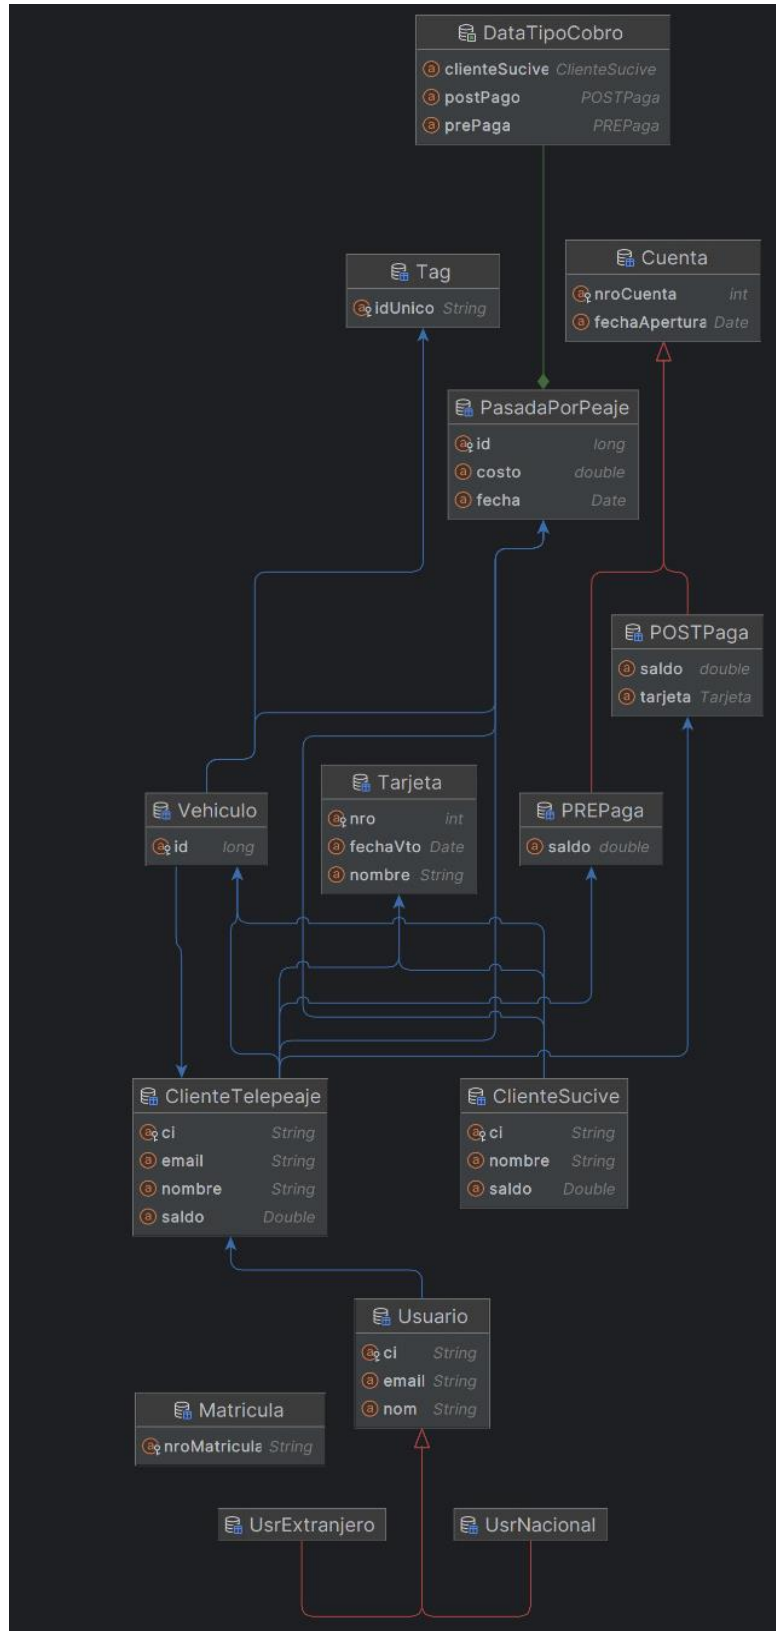 DataTipoCobro
clienteSucive ClienteSucive
postPago POSTPaga
prePaga PREPaga
Cuenta
nroCuenta int
fechaApertura Date
Tag
idUnico String
PasadaPorPeaje
id long
costo double
fecha Date
POSTPaga
saldo double
tarjeta Tarjeta
Tarjeta
nro int
fechaVto Date
nombre String
Vehiculo
id long
PREPaga
saldo double
ClienteTelepeaje
ci String
email String
nombre String
saldo Double
ClienteSucive
ci String
nombre String
saldo Double
Usuario
ci String
email String
nom String
Matricula
nroMatricula String
UsrExtranjero
UsrNacional